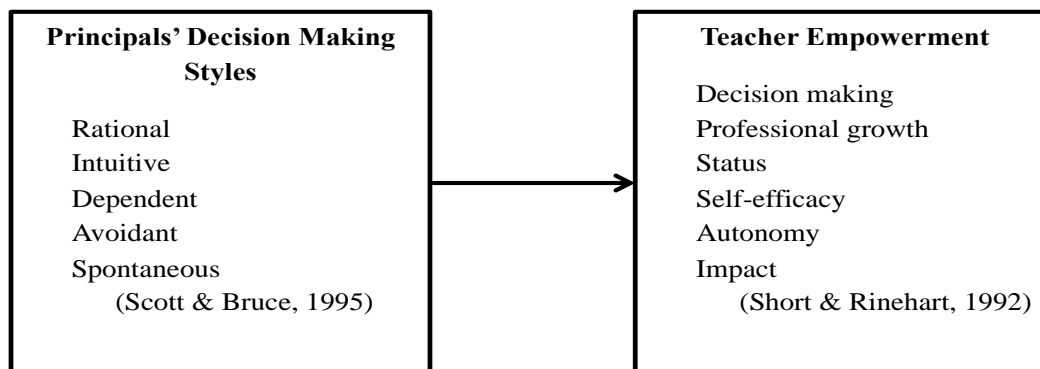 Principals’ Decision Making
Styles
Rational
Intuitive
Dependent
Avoidant
Spontaneous
(Scott & Bruce, 1995)
Teacher Empowerment
Decision making
Professional growth
Status
Self-efficacy
Autonomy
Impact
(Short & Rinehart, 1992)